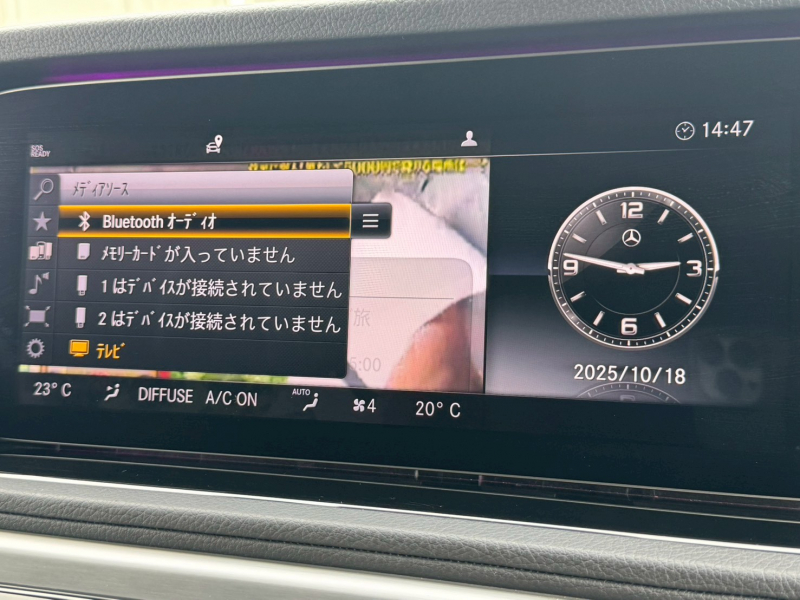 SOS
READY
14:47
メディアソース
Bluetooth オーディオ
メモリーカードが入っていません
1 はデバイスが接続されていません
2 はデバイスが接続されていません
テレビ
旅
5:00
12
3
6
9
2025/10/18
23° C
DIFFUSE
A/C ON
AUTO
4
20° C